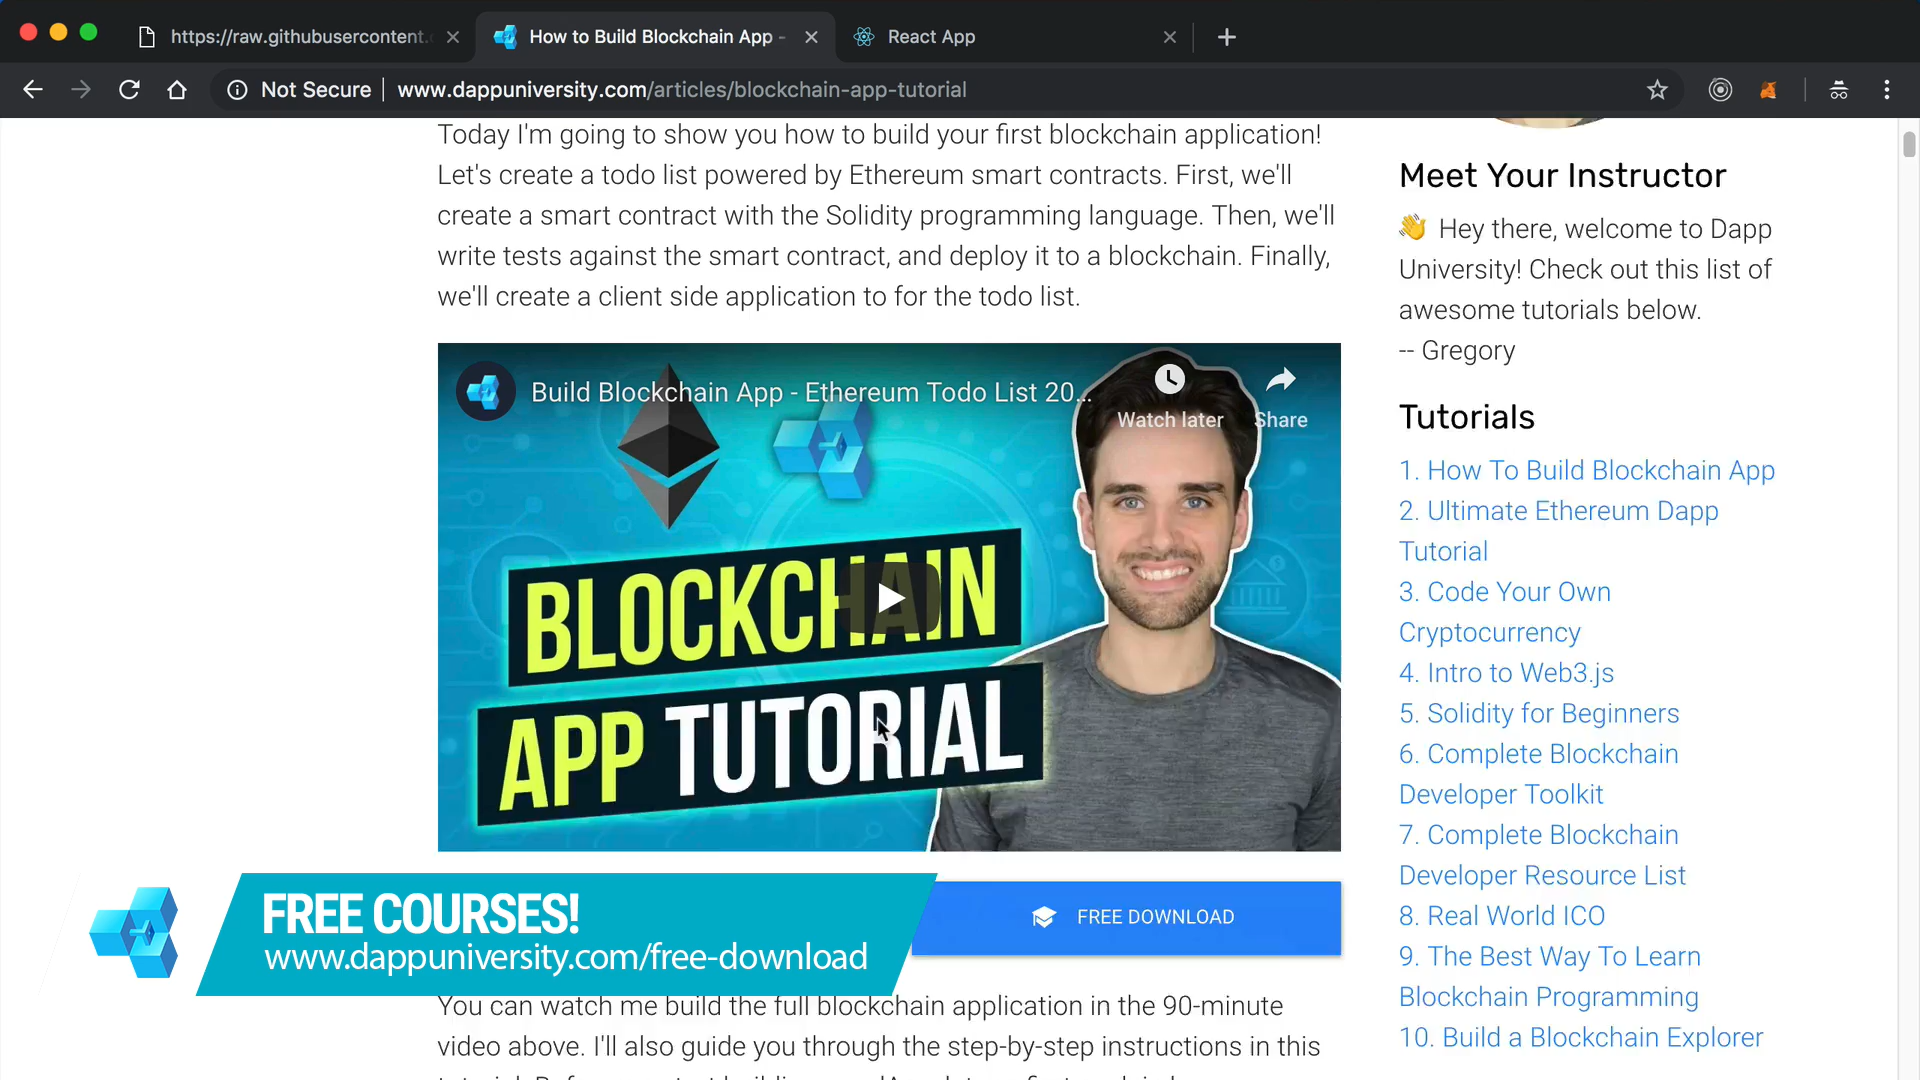 https://raw.githubusercontent.
How to Build Blockchain App -
React App
Not Secure
www.dappuniversity.com/articles/blockchain-app-tutorial
Today I'm going to show you how to build your first blockchain application!
Let's create a todo list powered by Ethereum smart contracts. First, we'll
create a smart contract with the Solidity programming language. Then, we'll
write tests against the smart contract, and deploy it to a blockchain. Finally,
we'll create a client side application to for the todo list.
Build Blockchain App - Ethereum Todo List 20...
Watch later
Share
BLOCKCHAIN
APP TUTORIAL
FREE COURSES!
www.dappuniversity.com/free-download
FREE DOWNLOAD
You can watch me build the full blockchain application in the 90-minute
video above. I'll also guide you through the step-by-step instructions in this
Meet Your Instructor
👋 Hey there, welcome to Dapp
University! Check out this list of
awesome tutorials below.
-- Gregory
Tutorials
1. How To Build Blockchain App
2. Ultimate Ethereum Dapp
Tutorial
3. Code Your Own
Cryptocurrency
4. Intro to Web3.js
5. Solidity for Beginners
6. Complete Blockchain
Developer Toolkit
7. Complete Blockchain
Developer Resource List
8. Real World ICO
9. The Best Way To Learn
Blockchain Programming
10. Build a Blockchain Explorer